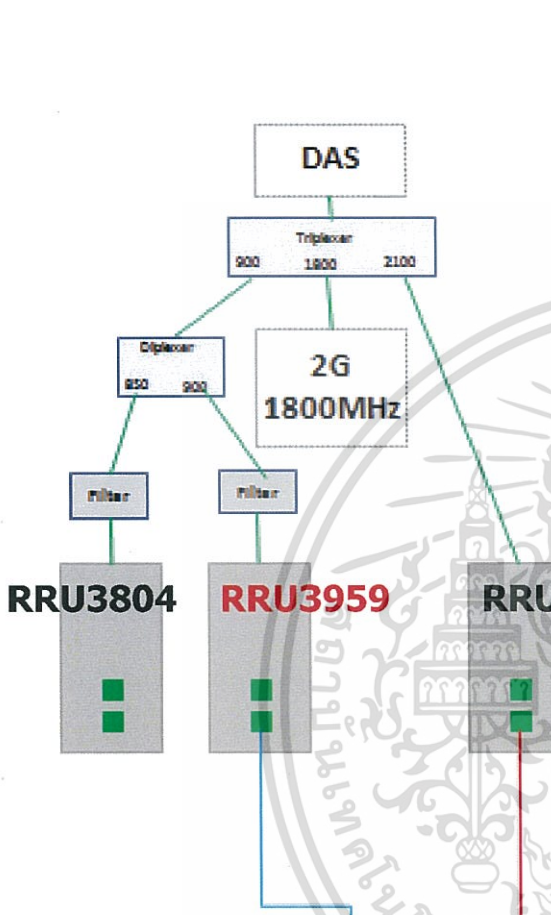 DAS
Triplexer
900 1800 2100
Diplexer
850 900
2G
1800MHz
Filter Filter
RRU3804 RRU3959 RRU